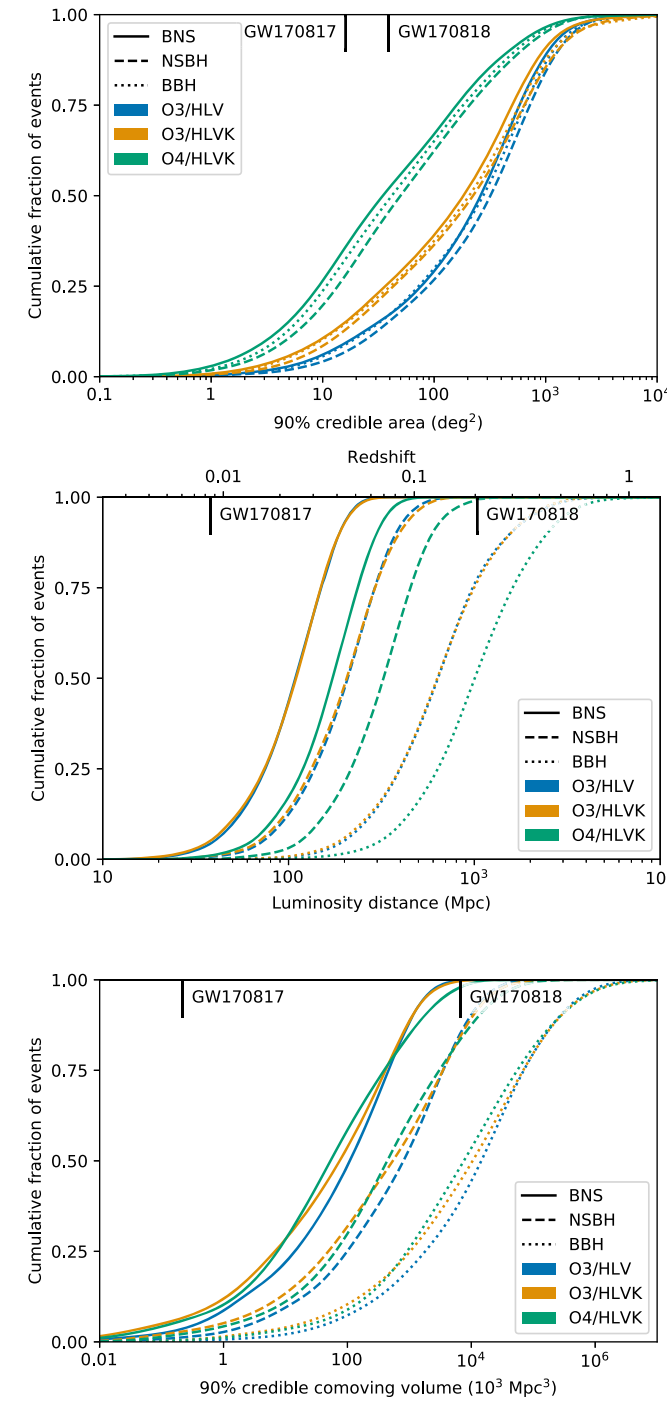 1.00
0.75
0.50
0.25
0.00
Cumulative fraction of events
BNS
NSBH
BBH
O3/HLV
O3/HLVK
O4/HLVK
GW170817
GW170818
0.1
1
10
100
10³
10⁴
90% credible area (deg²)
Redshift
0.01
0.1
1
1.00
0.75
0.50
0.25
0.00
Cumulative fraction of events
GW170817
GW170818
BNS
NSBH
BBH
O3/HLV
O3/HLVK
O4/HLVK
10
100
10³
10
Luminosity distance (Mpc)
1.00
0.75
0.50
0.25
0.00
Cumulative fraction of events
GW170817
GW170818
BNS
NSBH
BBH
O3/HLV
O3/HLVK
O4/HLVK
0.01
1
100
10⁴
10⁶
90% credible comoving volume (10³ Mpc³)